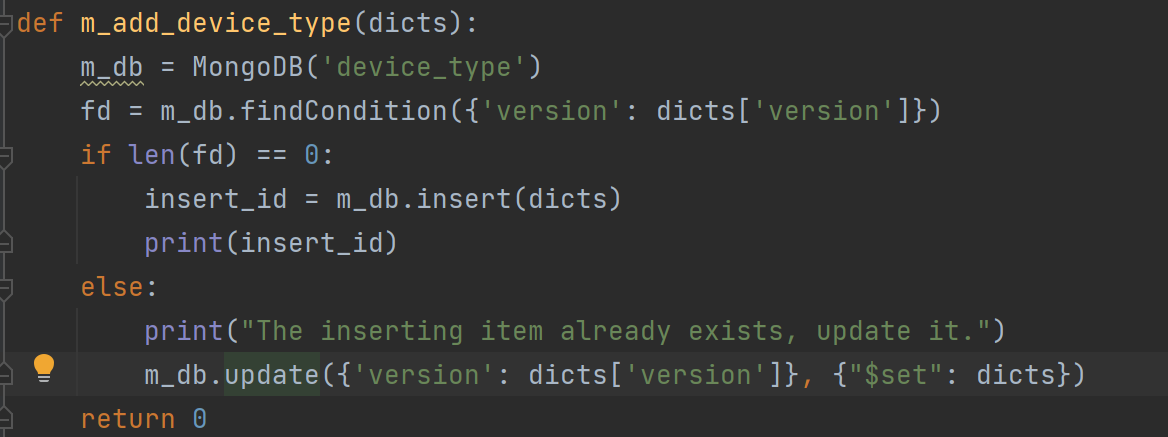 def m_add_device_type(dicts):
    m_db = MongoDB('device_type')
    fd = m_db.findCondition({'version': dicts['version']})
    if len(fd) == 0:
        insert_id = m_db.insert(dicts)
        print(insert_id)
    else:
        print("The inserting item already exists, update it.")
        m_db.update({'version': dicts['version']}, {"$set": dicts})
    return 0